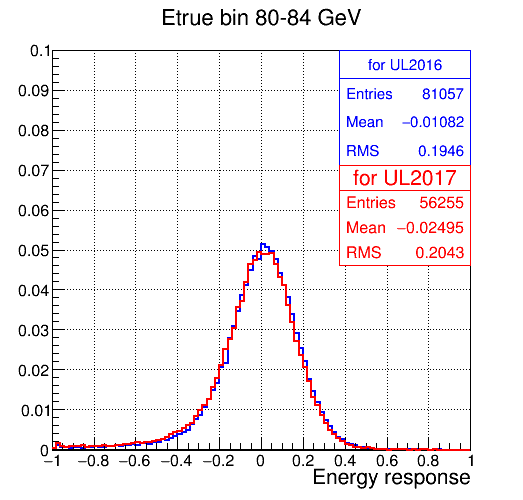 Etrue bin 80-84 GeV
0.1
0.09
0.08
0.07
0.06
0.05
0.04
0.03
0.02
0.01
0
for UL2016
Entries 81057
Mean −0.01082
RMS 0.1946
for UL2017
Entries 56255
Mean −0.02495
RMS 0.2043
−1 −0.8 −0.6 −0.4 −0.2 0 0.2 0.4 0.6 0.8 1
Energy response